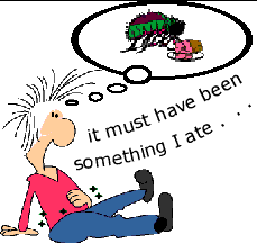 it must have been
something I ate . . .